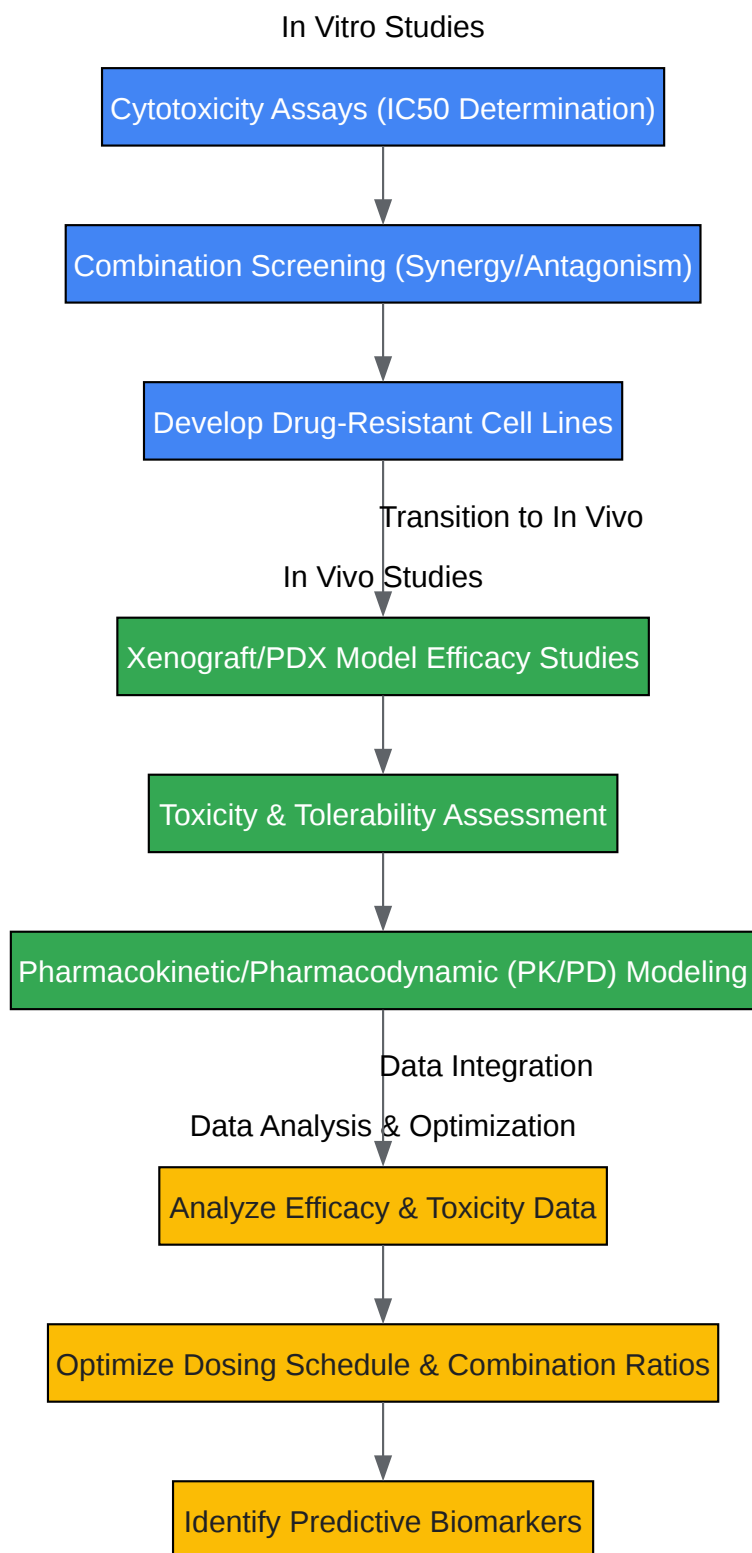 In Vitro Studies
Cytotoxicity Assays (IC50 Determination)
Combination Screening (Synergy/Antagonism)
Develop Drug-Resistant Cell Lines
Transition to In Vivo
In Vivo Studies
Xenograft/PDX Model Efficacy Studies
Toxicity & Tolerability Assessment
Pharmacokinetic/Pharmacodynamic (PK/PD) Modeling
Data Integration
Data Analysis & Optimization
Analyze Efficacy & Toxicity Data
Optimize Dosing Schedule & Combination Ratios
Identify Predictive Biomarkers